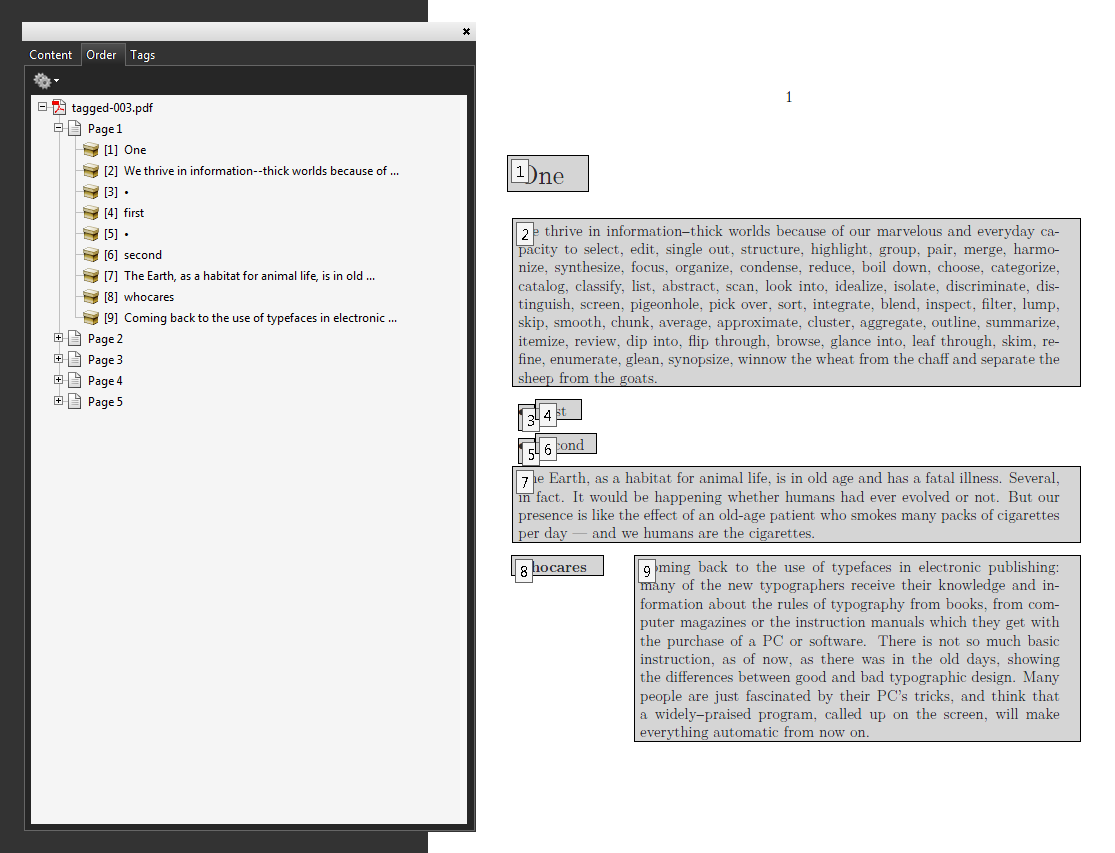 Content Order Tags
tagged-003.pdf
Page 1
[1] One
[2] We thrive in information--thick worlds because of ...
[3] •
[4] first
[5] •
[6] second
[7] The Earth, as a habitat for animal life, is in old ...
[8] whocares
[9] Coming back to the use of typefaces in electronic ...
Page 2
Page 3
Page 4
Page 5
1
1 One
2 e thrive in information–thick worlds because of our marvelous and everyday ca-
pacity to select, edit, single out, structure, highlight, group, pair, merge, harmo-
nize, synthesize, focus, organize, condense, reduce, boil down, choose, categorize,
catalog, classify, list, abstract, scan, look into, idealize, isolate, discriminate, dis-
tinguish, screen, pigeonhole, pick over, sort, integrate, blend, inspect, filter, lump,
skip, smooth, chunk, average, approximate, cluster, aggregate, outline, summarize,
itemize, review, dip into, flip through, browse, glance into, leaf through, skim, re-
fine, enumerate, glean, synopsize, winnow the wheat from the chaff and separate the
sheep from the goats.
3 4 st
5 6 cond
7 he Earth, as a habitat for animal life, is in old age and has a fatal illness. Several,
in fact. It would be happening whether humans had ever evolved or not. But our
presence is like the effect of an old-age patient who smokes many packs of cigarettes
per day — and we humans are the cigarettes.
8 hocares
9 oming back to the use of typefaces in electronic publishing:
many of the new typographers receive their knowledge and in-
formation about the rules of typography from books, from com-
puter magazines or the instruction manuals which they get with
the purchase of a PC or software. There is not so much basic
instruction, as of now, as there was in the old days, showing
the differences between good and bad typographic design. Many
people are just fascinated by their PC's tricks, and think that
a widely–praised program, called up on the screen, will make
everything automatic from now on.